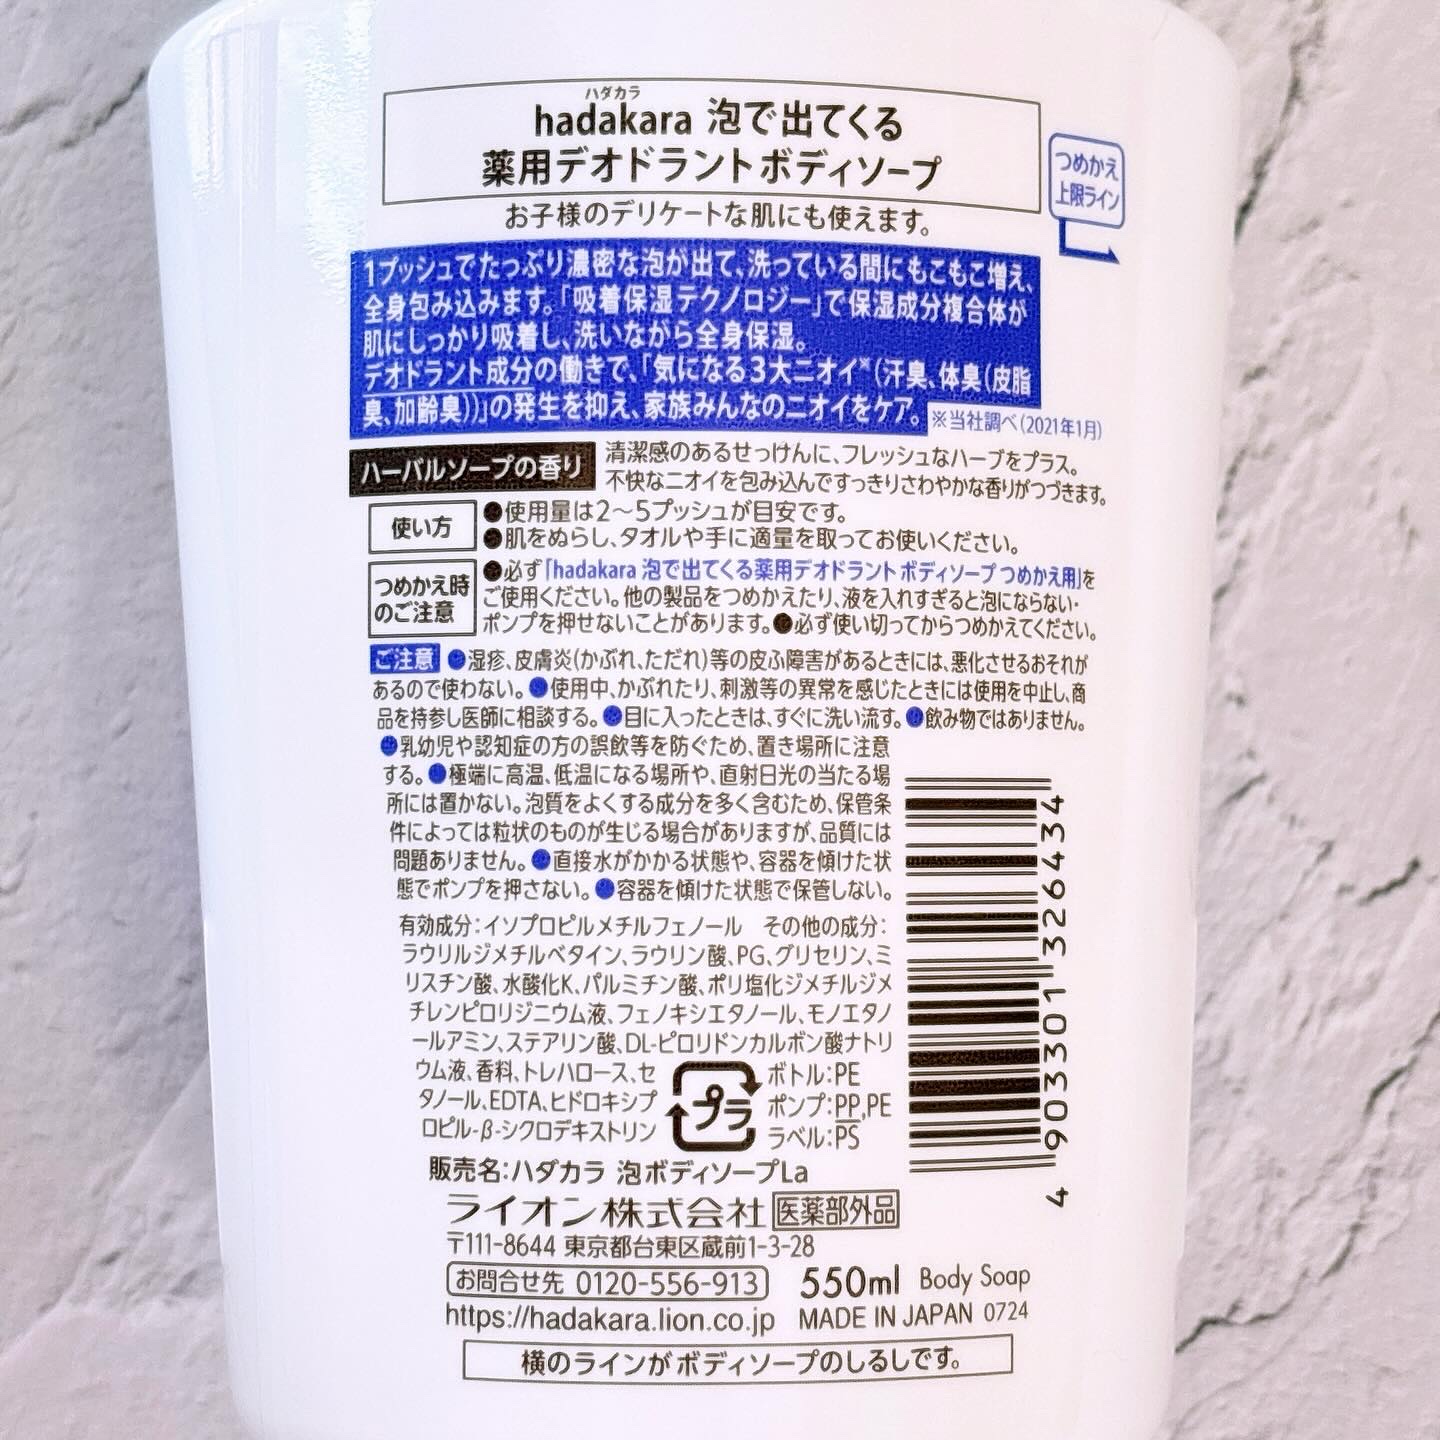 ハダカラ
hadakara 泡で出てくる
薬用デオドラントボディソープ
つめかえ
上限ライン
お子様のデリケートな肌にも使えます。
1プッシュでたっぷり濃密な泡が出て、洗っている間にもこもこ増え、
全身包み込みます。「吸着保湿テクノロジー」で保湿成分複合体が
肌にしっかり吸着し、洗いながら全身保湿。
デオドラント成分の働きで、「気になる3大ニオイ※(汗臭、体臭(皮脂
臭、加齢臭))」の発生を抑え、家族みんなのニオイをケア。
※当社調べ(2021年1月)
ハーバルソープの香り
清潔感のあるせっけんに、フレッシュなハーブをプラス。
不快なニオイを包み込んですっきりさわやかな香りがつづきます。
使い方
●使用量は2〜5プッシュが目安です。
●肌をぬらし、タオルや手に適量を取ってお使いください。
つめかえ時
のご注意
●必ず「hadakara 泡で出てくる薬用デオドラントボディソープ つめかえ用」を
ご使用ください。他の製品をつめかえたり、液を入れすぎると泡にならない・
ポンプを押せないことがあります。●必ず使い切ってからつめかえてください。
ご注意 ●湿疹、皮膚炎(かぶれ、ただれ)等の皮ふ障害があるときには、悪化させるおそれが
あるので使わない。●使用中、かぶれたり、刺激等の異常を感じたときには使用を中止し、商
品を持参し医師に相談する。●目に入ったときは、すぐに洗い流す。●飲み物ではありません。
●乳幼児や認知症の方の誤飲等を防ぐため、置き場所に注意
する。●極端に高温、低温になる場所や、直射日光の当たる場
所には置かない。泡質をよくする成分を多く含むため、保管条
件によっては粒状のものが生じる場合がありますが、品質には
問題ありません。●直接水がかかる状態や、容器を傾けた状
態でポンプを押さない。●容器を傾けた状態で保管しない。
有効成分:イソプロピルメチルフェノール その他の成分:
ラウリルジメチルベタイン、ラウリン酸、PG、グリセリン、ミ
リスチン酸、水酸化K、パルミチン酸、ポリ塩化ジメチルジメ
チレンピロリジニウム液、フェノキシエタノール、モノエタノ
ールアミン、ステアリン酸、DL-ピロリドンカルボン酸ナトリ
ウム液、香料、トレハロース、セ
タノール、EDTA、ヒドロキシプ
ロピル-β-シクロデキストリン
プラ
ボトル:PE
ポンプ:PP,PE
ラベル:PS
4 903301 326434
販売名:ハダカラ 泡ボディソープLa
ライオン株式会社 医薬部外品
〒111-8644 東京都台東区蔵前1-3-28
お問合せ先 0120-556-913
550ml Body Soap
https://hadakara.lion.co.jp
MADE IN JAPAN 0724
横のラインがボディソープのしるしです。